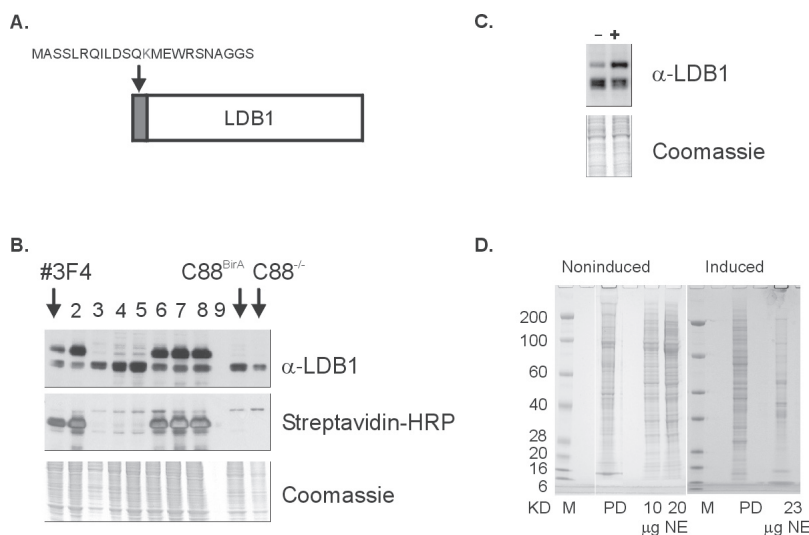 A.
MASSLRQILDSQKMEWRSNAGGS
LDB1
B.
#3F4 C88BirA C88-/-
2 3 4 5 6 7 8 9
α-LDB1
Streptavidin-HRP
Coomassie
C.
- +
α-LDB1
Coomassie
D.
Noninduced Induced
200
100
60
40
28
20
16
6
KD M PD 10 20 M PD 23
μg NE μg NE